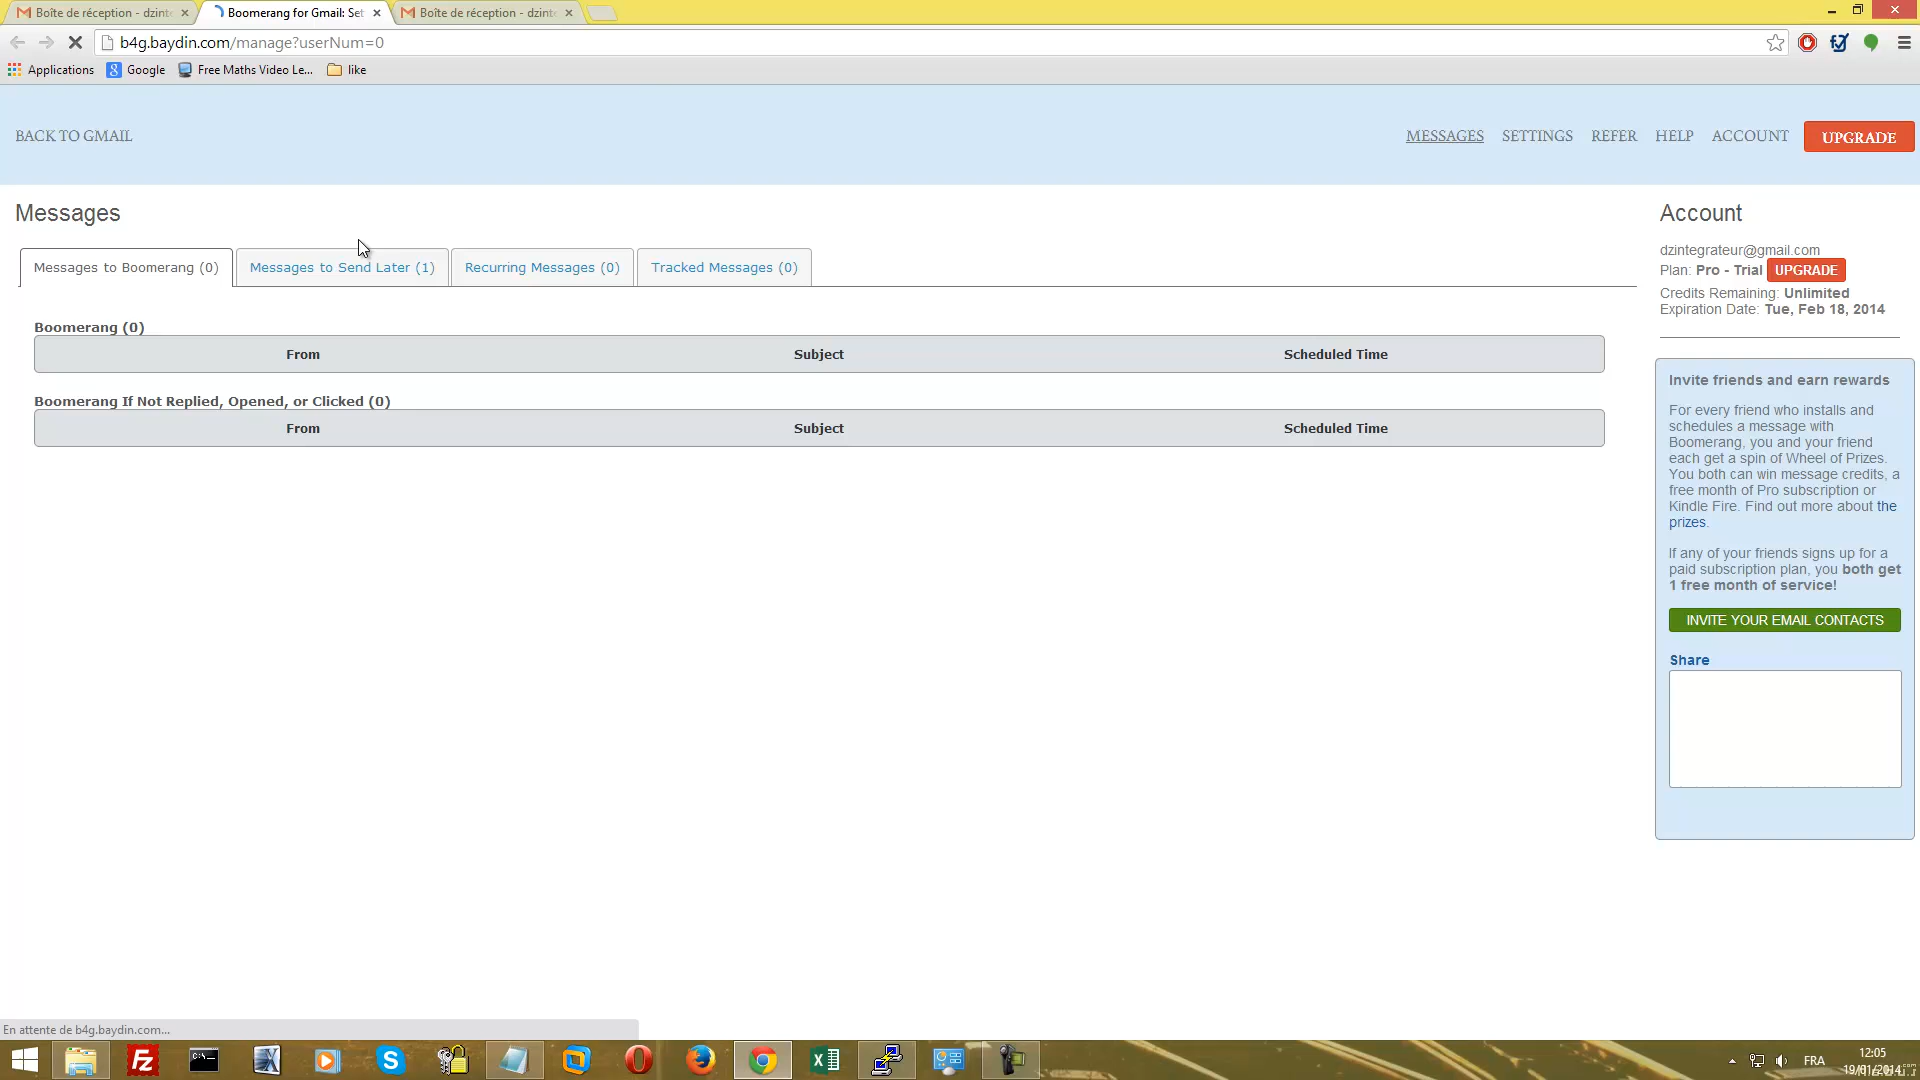 Boîte de réception - dzinte
Boomerang for Gmail: Set
Boîte de réception - dzinte
b4g.baydin.com/manage?userNum=0
Applications
Google
Free Maths Video Le...
like
BACK TO GMAIL
MESSAGES SETTINGS REFER HELP ACCOUNT UPGRADE
Messages
Messages to Boomerang (0)
Messages to Send Later (1)
Recurring Messages (0)
Tracked Messages (0)
Boomerang (0)
From Subject Scheduled Time
Boomerang If Not Replied, Opened, or Clicked (0)
From Subject Scheduled Time
Account
dzintegrateur@gmail.com
Plan: Pro - Trial UPGRADE
Credits Remaining: Unlimited
Expiration Date: Tue, Feb 18, 2014
Invite friends and earn rewards
For every friend who installs and
schedules a message with
Boomerang, you and your friend
each get a spin of Wheel of Prizes.
You both can win message credits, a
free month of Pro subscription or
Kindle Fire. Find out more about the
prizes.
If any of your friends signs up for a
paid subscription plan, you both get
1 free month of service!
INVITE YOUR EMAIL CONTACTS
Share
En attente de b4g.baydin.com...
FRA
12:05
19/01/2014